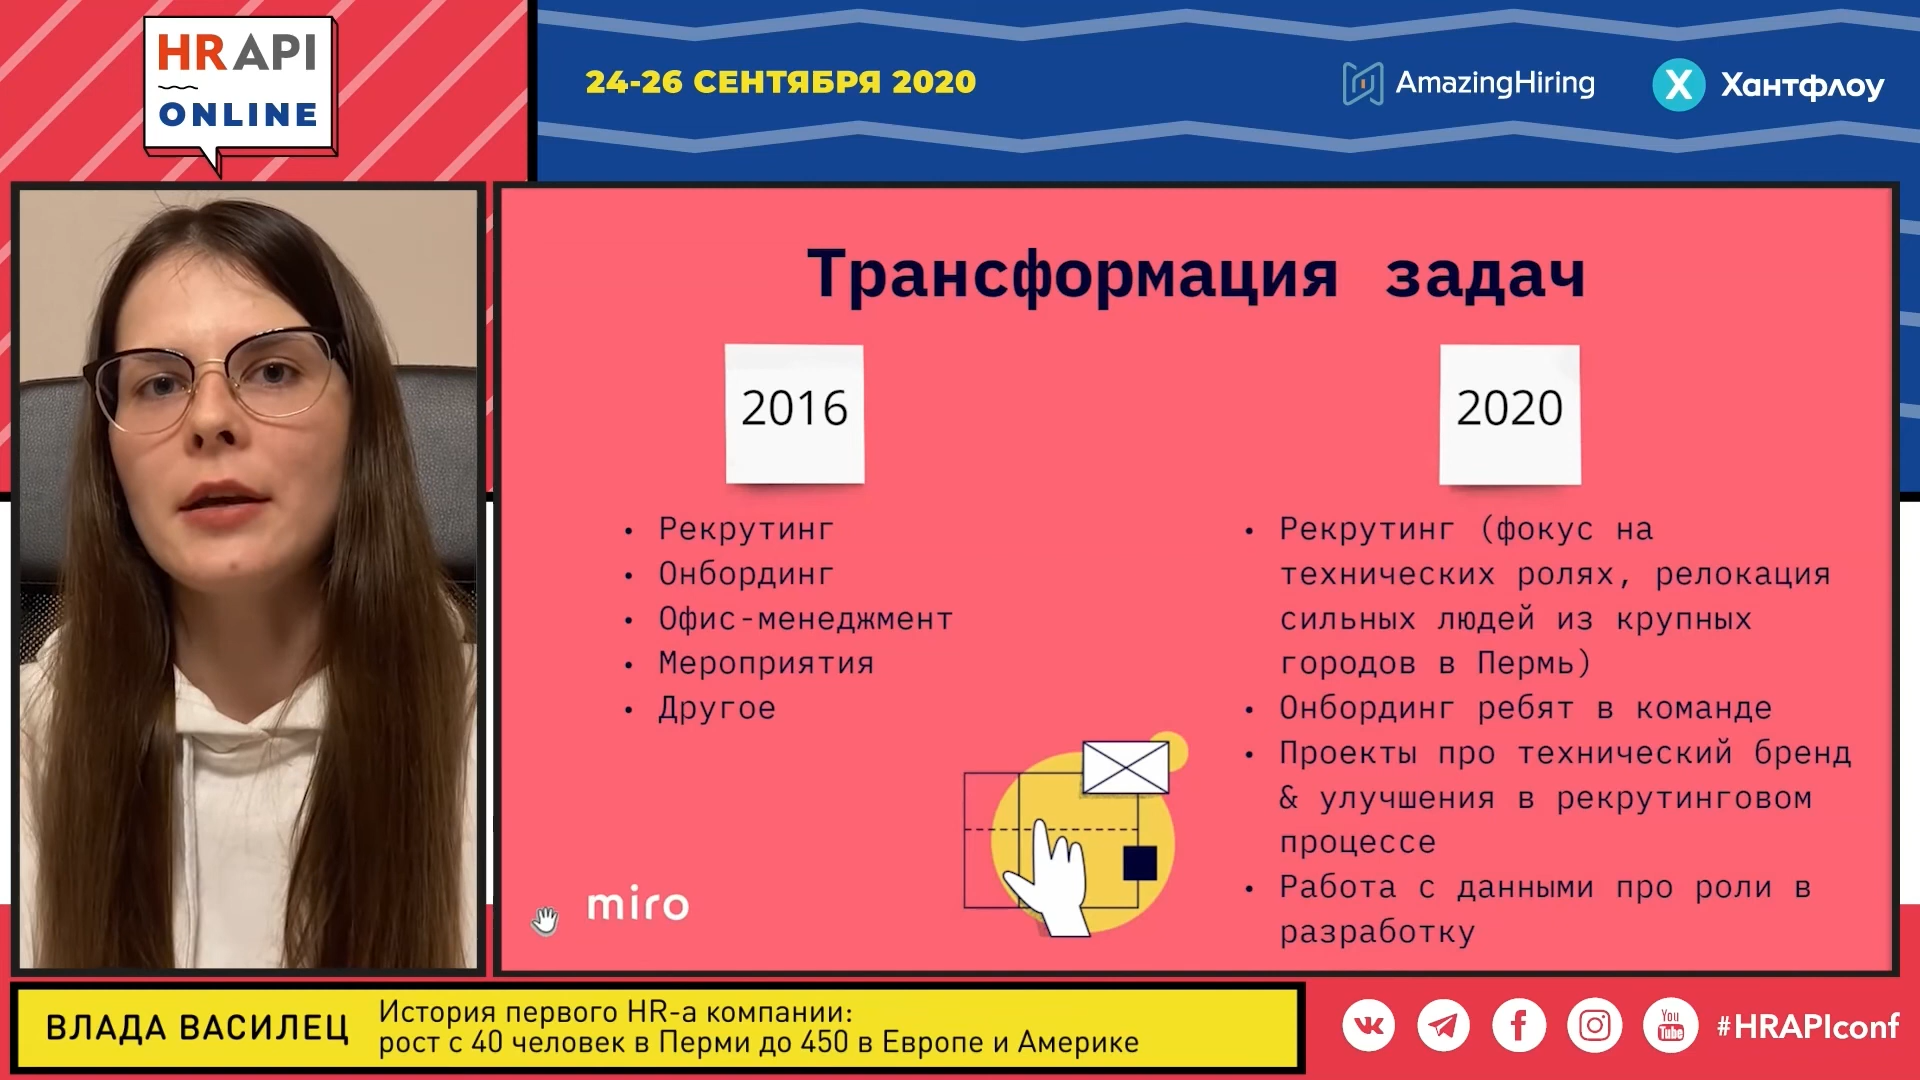 HR API
ONLINE
24-26 СЕНТЯБРЯ 2020
AmazingHiring
X Хантфлоу
Трансформация задач
2016
• Рекрутинг
• Онбординг
• Офис-менеджмент
• Мероприятия
• Другое
2020
• Рекрутинг (фокус на
технических ролях, релокация
сильных людей из крупных
городов в Пермь)
• Онбординг ребят в команде
• Проекты про технический бренд
& улучшения в рекрутинговом
процессе
• Работа с данными про роли в
разработку
miro
ВЛАДА ВАСИЛЕЦ
История первого HR-а компании:
рост с 40 человек в Перми до 450 в Европе и Америке
You
Tube
#HRAPIconf